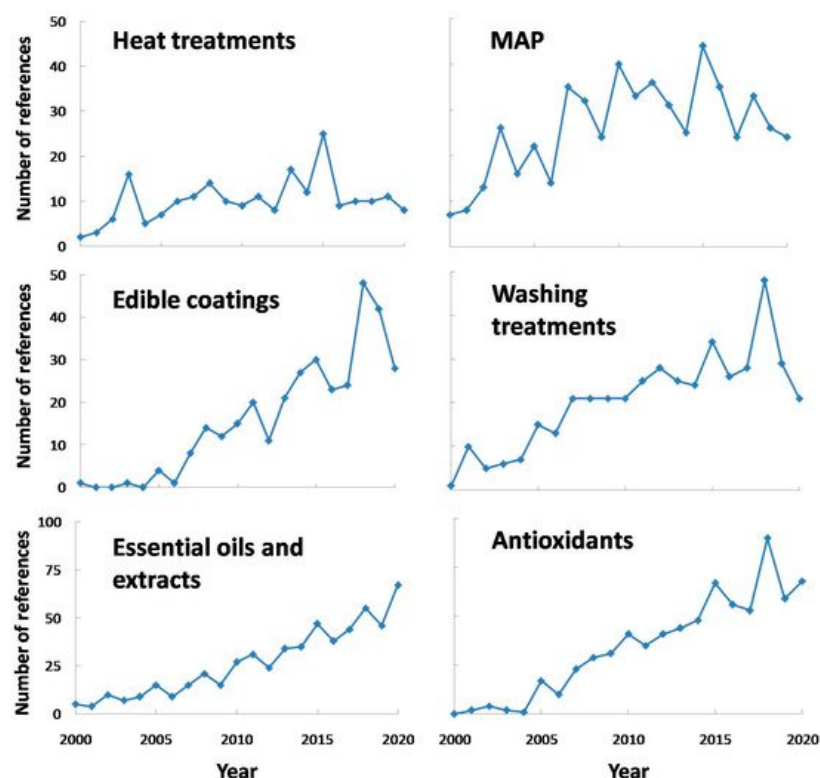 Heat treatments
MAP
Number of references
50
40
30
20
10
0
Edible coatings
Washing
treatments
Number of references
50
40
30
20
10
0
Essential oils and
extracts
Antioxidants
Number of references
100
75
50
25
0
2000
2005
2010
2015
2020
Year
2000
2005
2010
2015
2020
Year